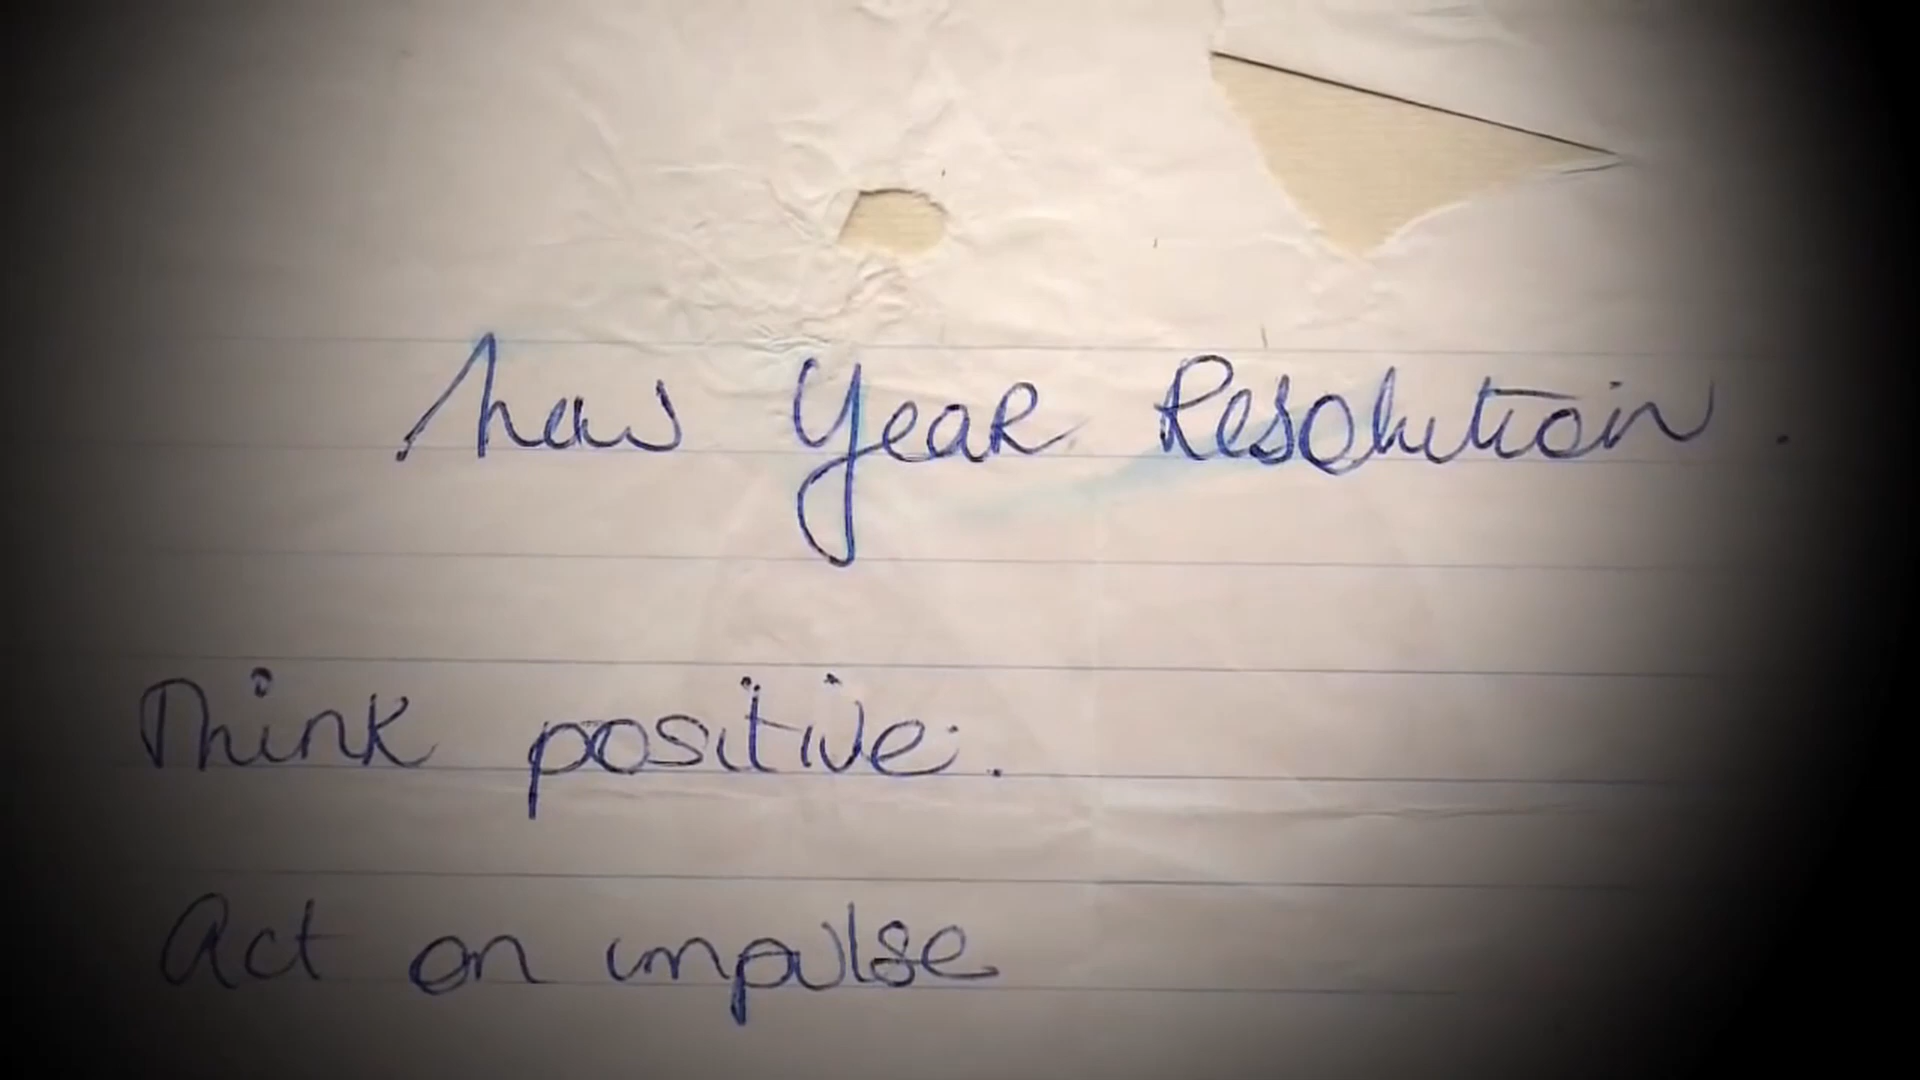 New Year Resolution.
Think positive.
Act on impulse